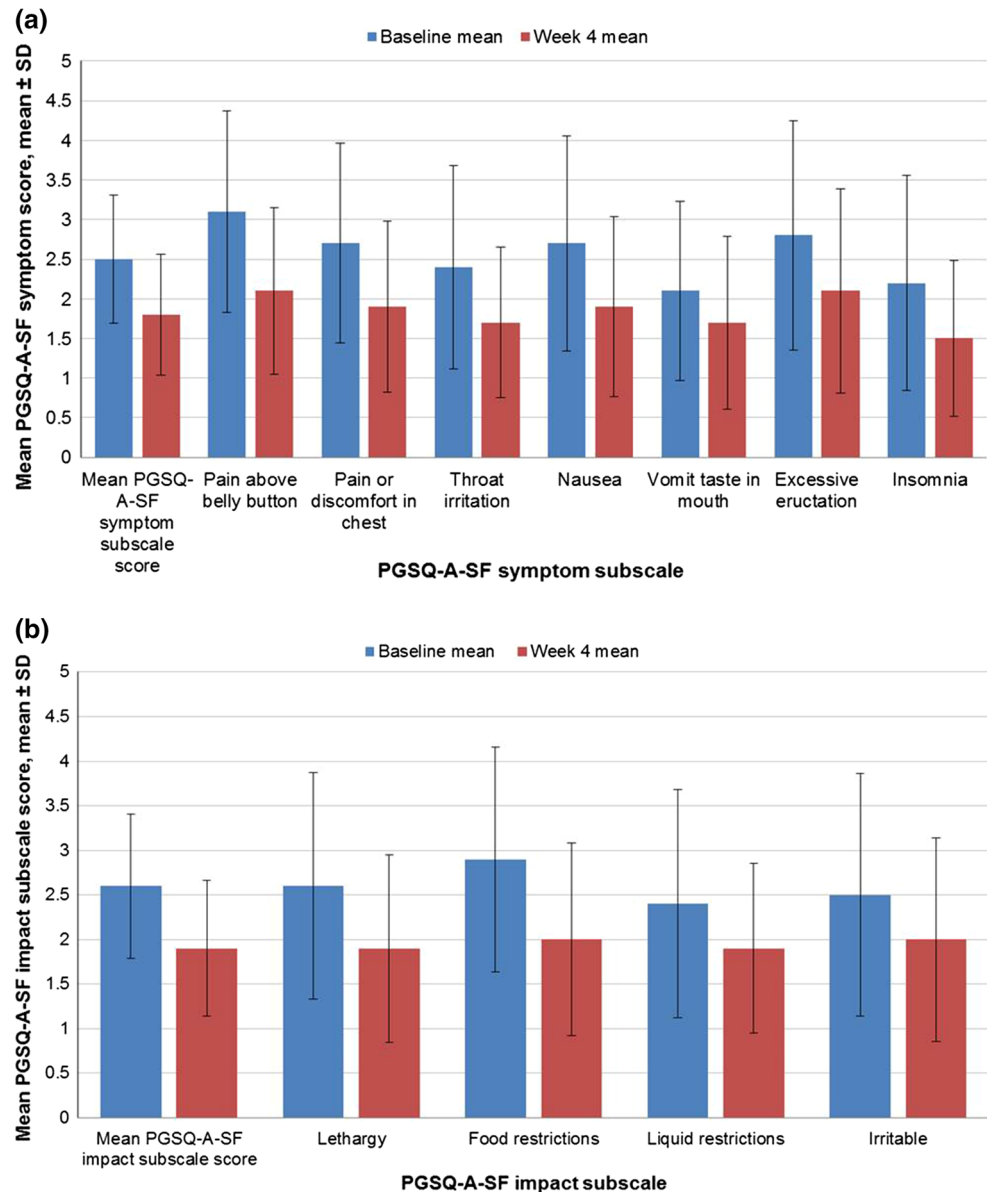 (a)
Baseline mean Week 4 mean
Mean PGSQ-A-SF symptom score, mean ± SD
5
4.5
4
3.5
3
2.5
2
1.5
1
0.5
0
Mean PGSQ-
A-SF
symptom
subscale
score
Pain above
belly button
Pain or
discomfort in
chest
Throat
irritation
Nausea
Vomit taste in
mouth
Excessive
eructation
Insomnia
PGSQ-A-SF symptom subscale
(b)
Baseline mean Week 4 mean
Mean PGSQ-A-SF impact subscale score, mean ± SD
5
4.5
4
3.5
3
2.5
2
1.5
1
0.5
0
Mean PGSQ-A-SF
impact subscale score
Lethargy
Food restrictions
Liquid restrictions
Irritable
PGSQ-A-SF impact subscale